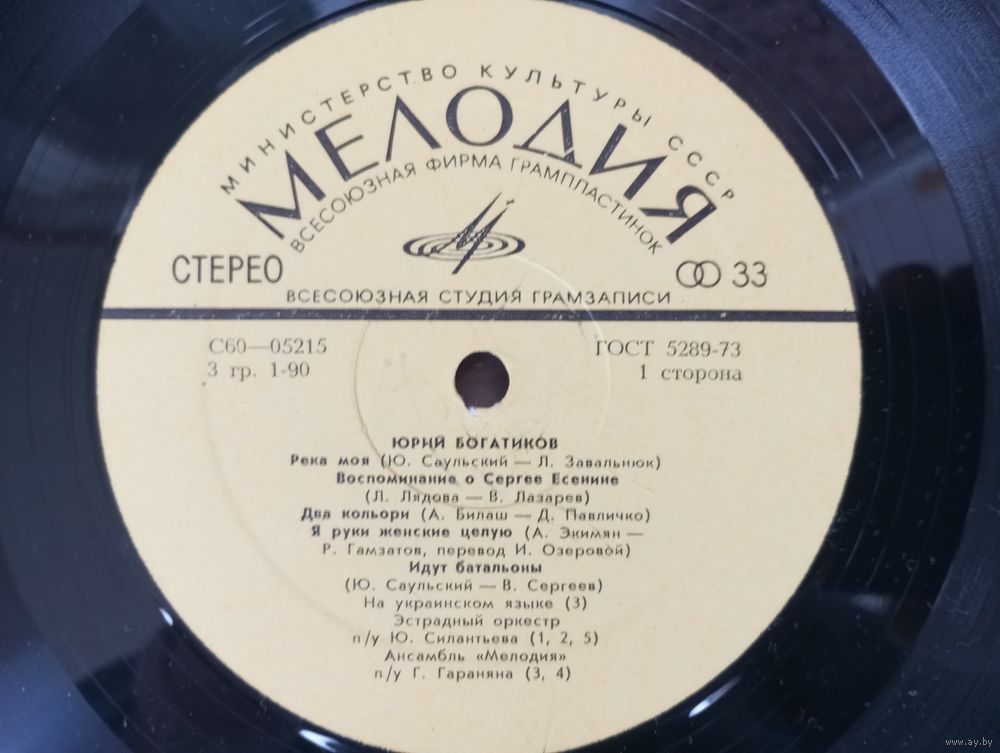 МИНИСТЕРСТВО КУЛЬТУРЫ СССР
МЕЛОДИЯ
ВСЕСОЮЗНАЯ ФИРМА ГРАМПЛАСТИНОК
СТЕРЕО
33
ВСЕСОЮЗНАЯ СТУДИЯ ГРАМЗАПИСИ
С60—05215
ГОСТ 5289-73
3 гр. 1-90
1 сторона
ЮРИЙ БОГАТИКОВ
Река моя (Ю. Саульский — Л. Завальнюк)
Воспоминание о Сергее Есенине
(Л. Лядова — В. Лазарев)
Два кольори (А. Билаш — Д. Павличко)
Я руки женские целую (А. Экимян —
Р. Гамзатов, перевод И. Озеровой)
Идут батальоны
(Ю. Саульский — В. Сергеев)
На украинском языке (3)
Эстрадный оркестр
п/у Ю. Силантьева (1, 2, 5)
Ансамбль «Мелодия»
п/у Г. Гараняна (3, 4)
www.ay.by